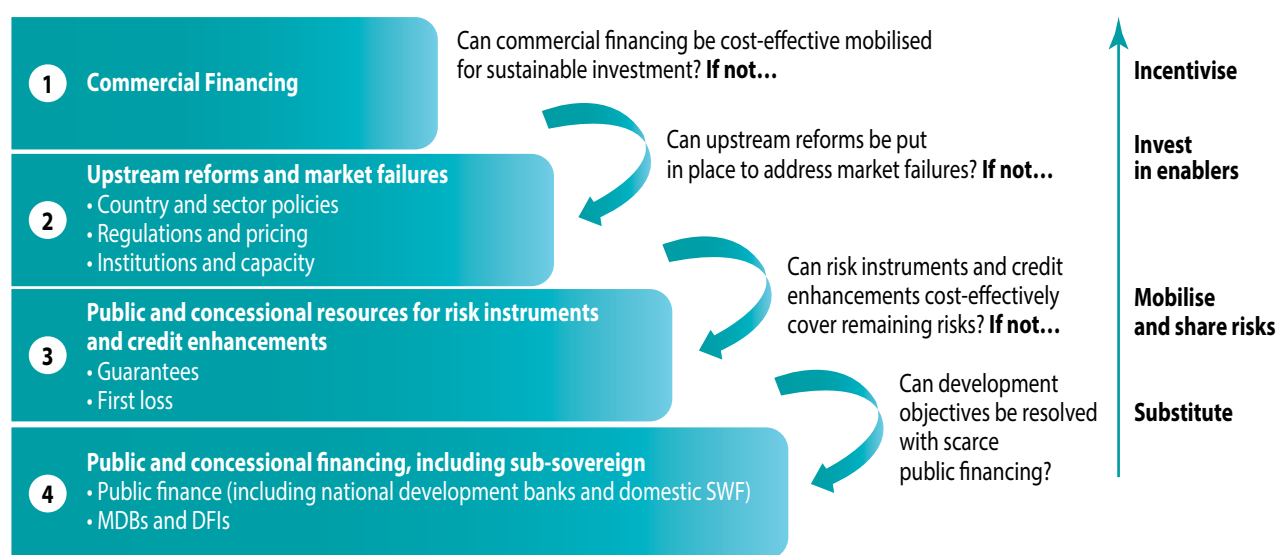 1
Commercial Financing
Can commercial financing be cost-effective mobilised
for sustainable investment? If not...
Incentivise
2
Upstream reforms and market failures
• Country and sector policies
• Regulations and pricing
• Institutions and capacity
Can upstream reforms be put
in place to address market failures? If not...
Invest
in enablers
3
Public and concessional resources for risk instruments
and credit enhancements
• Guarantees
• First loss
Can risk instruments and credit
enhancements cost-effectively
cover remaining risks? If not...
Mobilise
and share risks
4
Public and concessional financing, including sub-sovereign
• Public finance (including national development banks and domestic SWF)
• MDBs and DFIs
Can development
objectives be resolved
with scarce
public financing?
Substitute